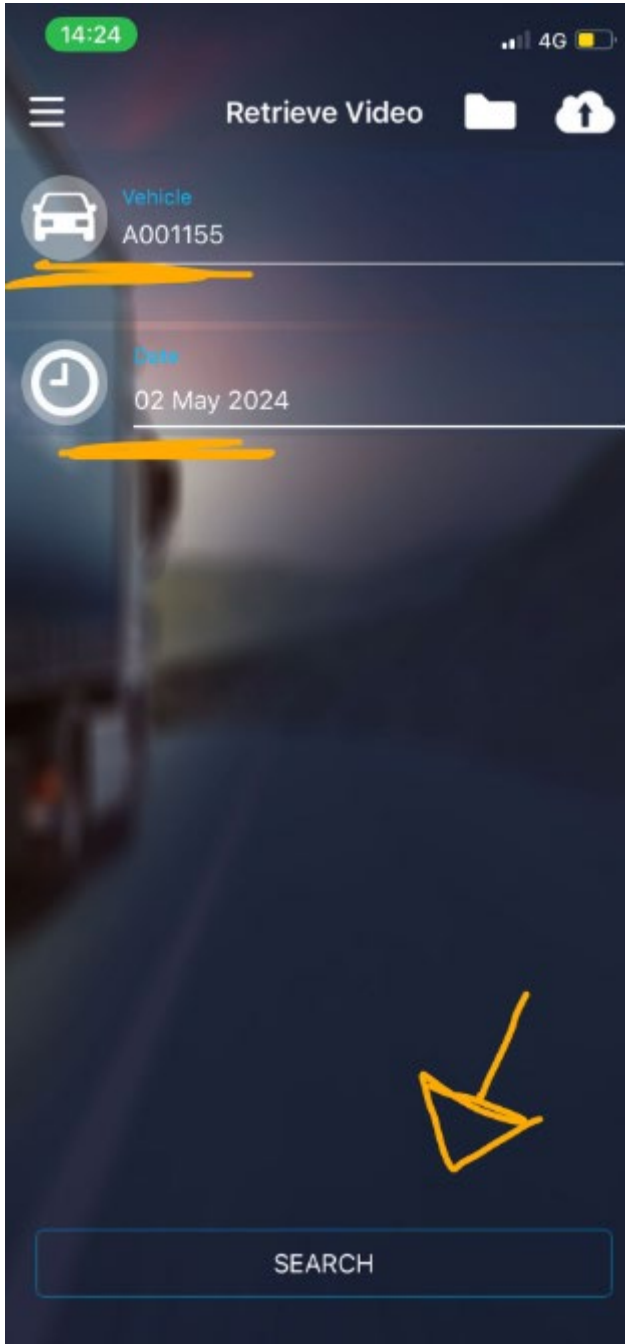 14:24
4G
Retrieve Video
Vehicle
A001155
Date
02 May 2024
SEARCH